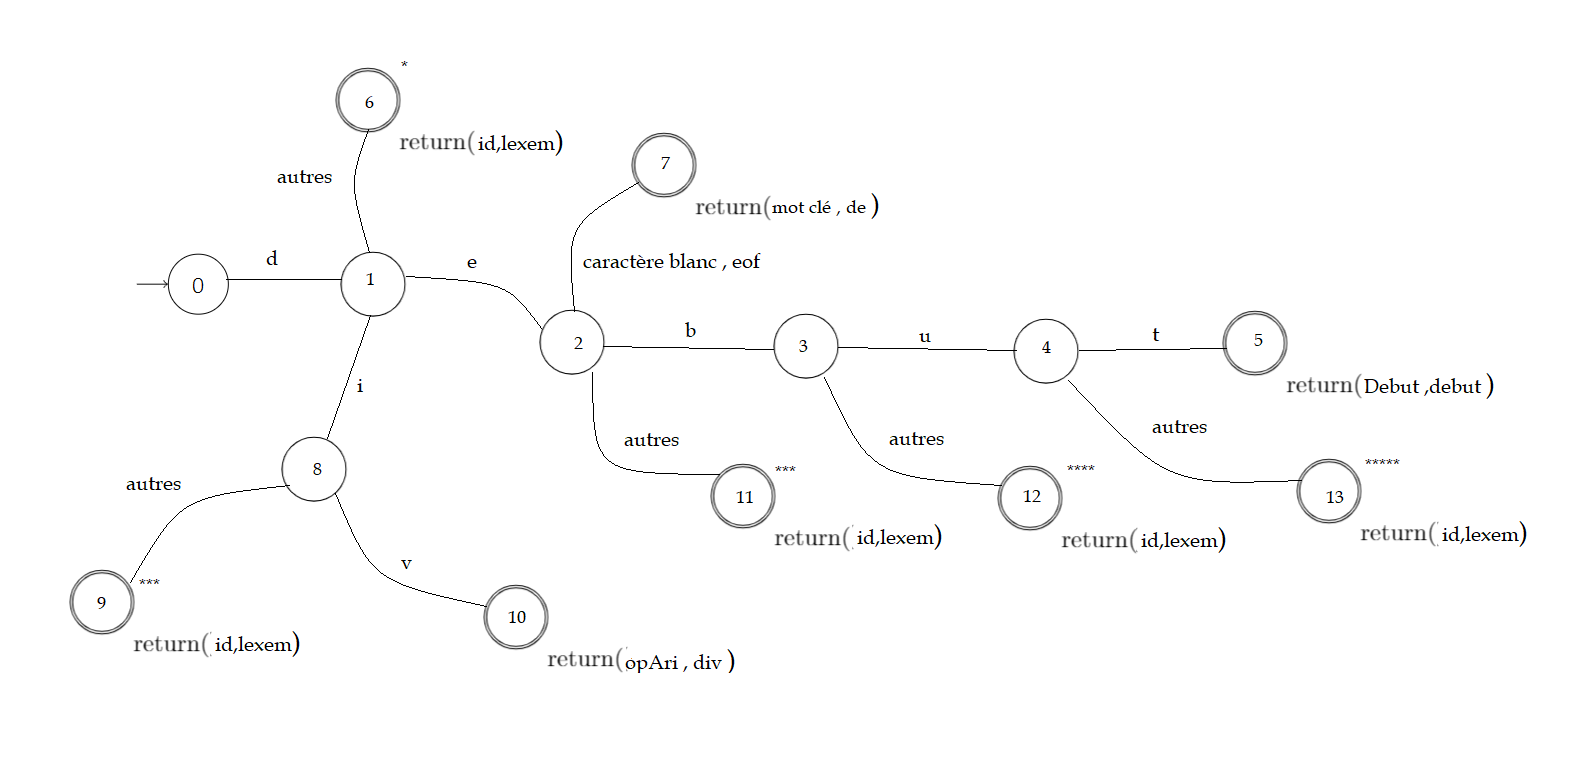 *
6
return( id,lexem)
autres
7
return(mot clé , de )
d
e
caractère blanc , eof
0
1
2
b
3
u
4
t
5
return(Debut ,debut )
i
autres
autres
autres
8
***
11
return( id,lexem)
****
12
return( id,lexem)
*****
13
return( id,lexem)
autres
v
***
9
return( id,lexem)
10
return(opAri , div )